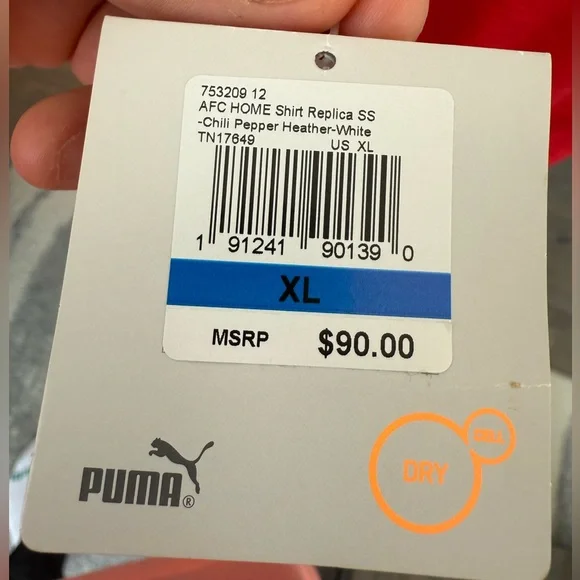 753209 12
AFC HOME Shirt Replica SS
-Chili Pepper Heather-White
TN17649 US XL
1 91241 90139 0
XL
MSRP $90.00
PUMA®
DRY